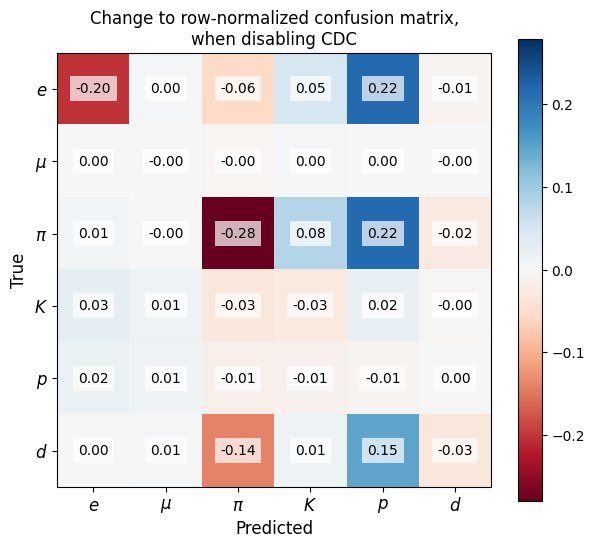 Change to row-normalized confusion matrix,
when disabling CDC
e -0.20 0.00 -0.06 0.05 0.22 -0.01
μ 0.00 -0.00 -0.00 0.00 0.00 -0.00
π 0.01 -0.00 -0.28 0.08 0.22 -0.02
K 0.03 0.01 -0.03 -0.03 0.02 -0.00
p 0.02 0.01 -0.01 -0.01 -0.01 0.00
d 0.00 0.01 -0.14 0.01 0.15 -0.03
e μ π K p d
True
Predicted
0.2
0.1
0.0
−0.1
−0.2